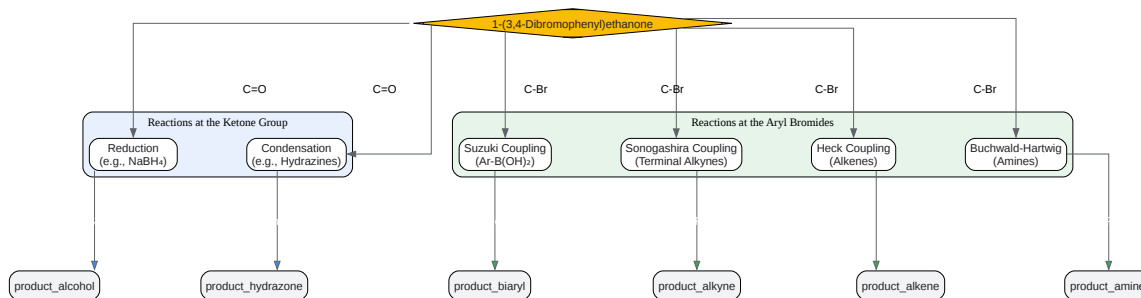 1-(3,4-Dibromophenyl)ethanone
C=O
C=O
C-Br
C-Br
C-Br
C-Br
Reactions at the Ketone Group
Reactions at the Aryl Bromides
Reduction
(e.g., NaBH₄)
Condensation
(e.g., Hydrazines)
Suzuki Coupling
(Ar-B(OH)₂)
Sonogashira Coupling
(Terminal Alkynes)
Heck Coupling
(Alkenes)
Buchwald-Hartwig
(Amines)
product_alcohol
product_hydrazone
product_biaryl
product_alkyne
product_alkene
product_amine